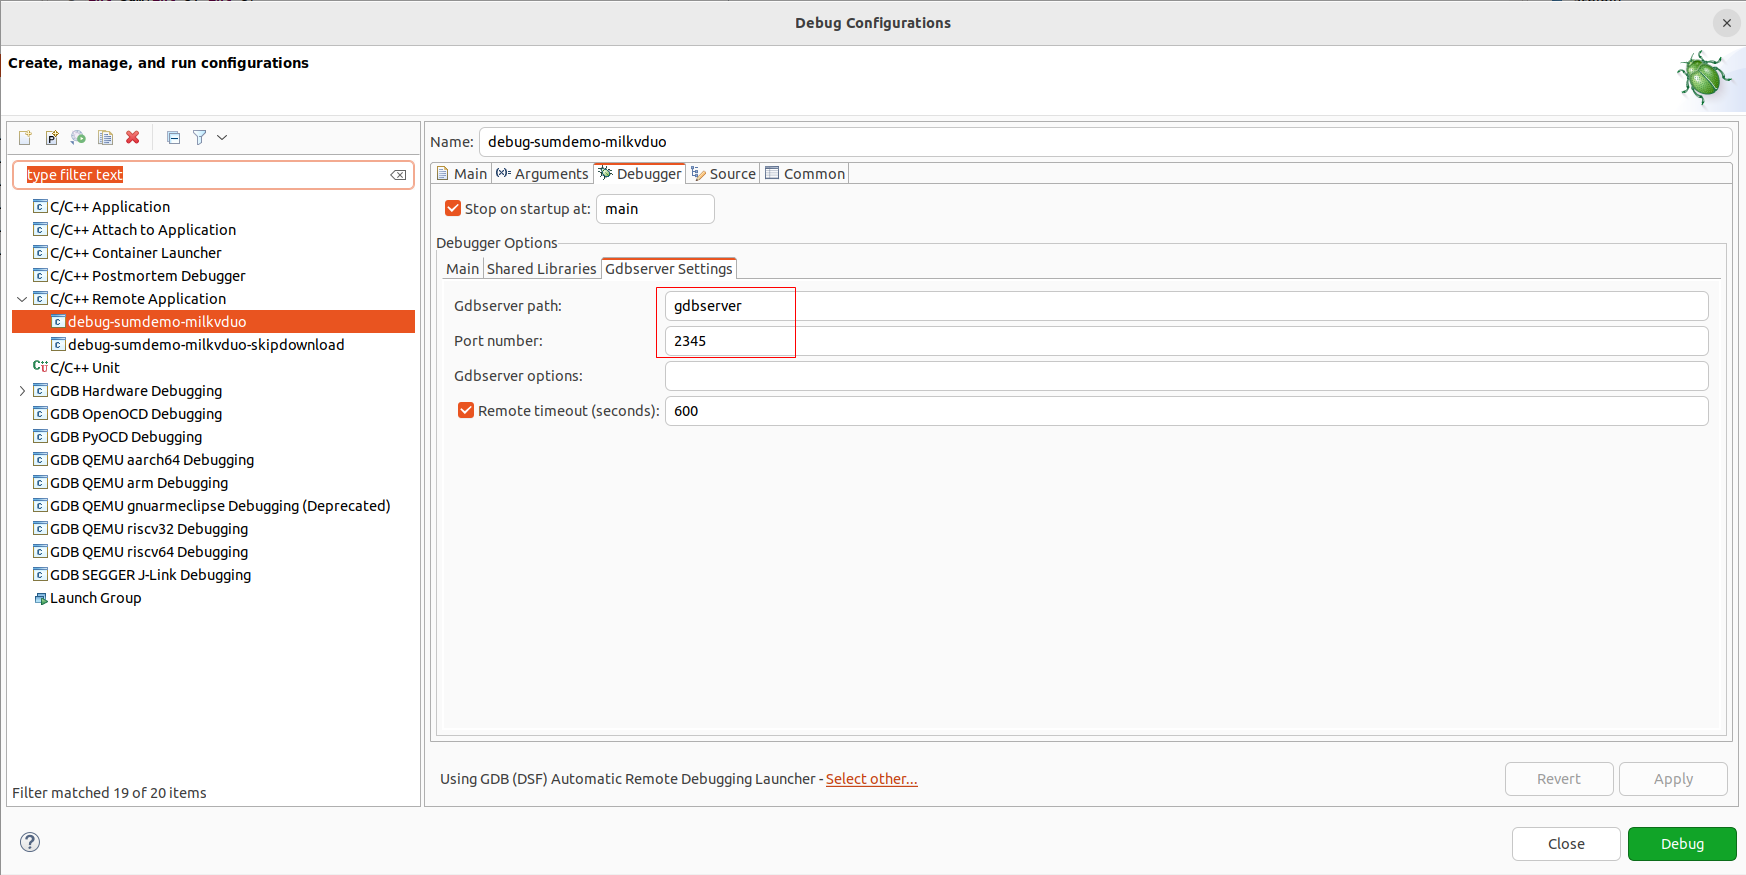 Debug Configurations
Create, manage, and run configurations
type filter text
C/C++ Application
C/C++ Attach to Application
C/C++ Container Launcher
C/C++ Postmortem Debugger
C/C++ Remote Application
debug-sumdemo-milkvduo
debug-sumdemo-milkvduo-skipdownload
C/C++ Unit
GDB Hardware Debugging
GDB OpenOCD Debugging
GDB PyOCD Debugging
GDB QEMU aarch64 Debugging
GDB QEMU arm Debugging
GDB QEMU gnuarmeclipse Debugging (Deprecated)
GDB QEMU riscv32 Debugging
GDB QEMU riscv64 Debugging
GDB SEGGER J-Link Debugging
Launch Group
Filter matched 19 of 20 items
Name: debug-sumdemo-milkvduo
Main Arguments Debugger Source Common
Stop on startup at: main
Debugger Options
Main Shared Libraries Gdbserver Settings
Gdbserver path: gdbserver
Port number: 2345
Gdbserver options:
Remote timeout (seconds): 600
Using GDB (DSF) Automatic Remote Debugging Launcher - Select other...
Revert Apply
Close Debug